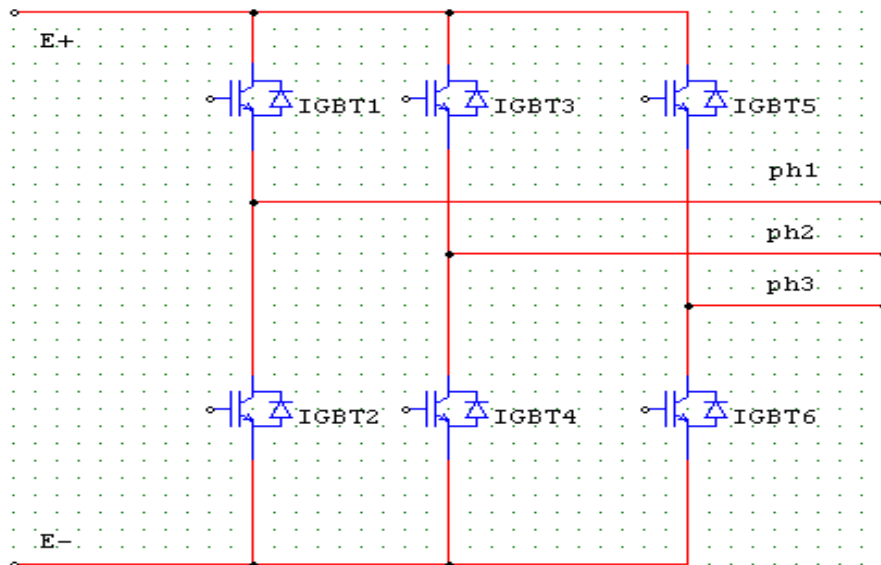 E+
IGBT1
IGBT3
IGBT5
ph1
ph2
ph3
IGBT2
IGBT4
IGBT6
E-